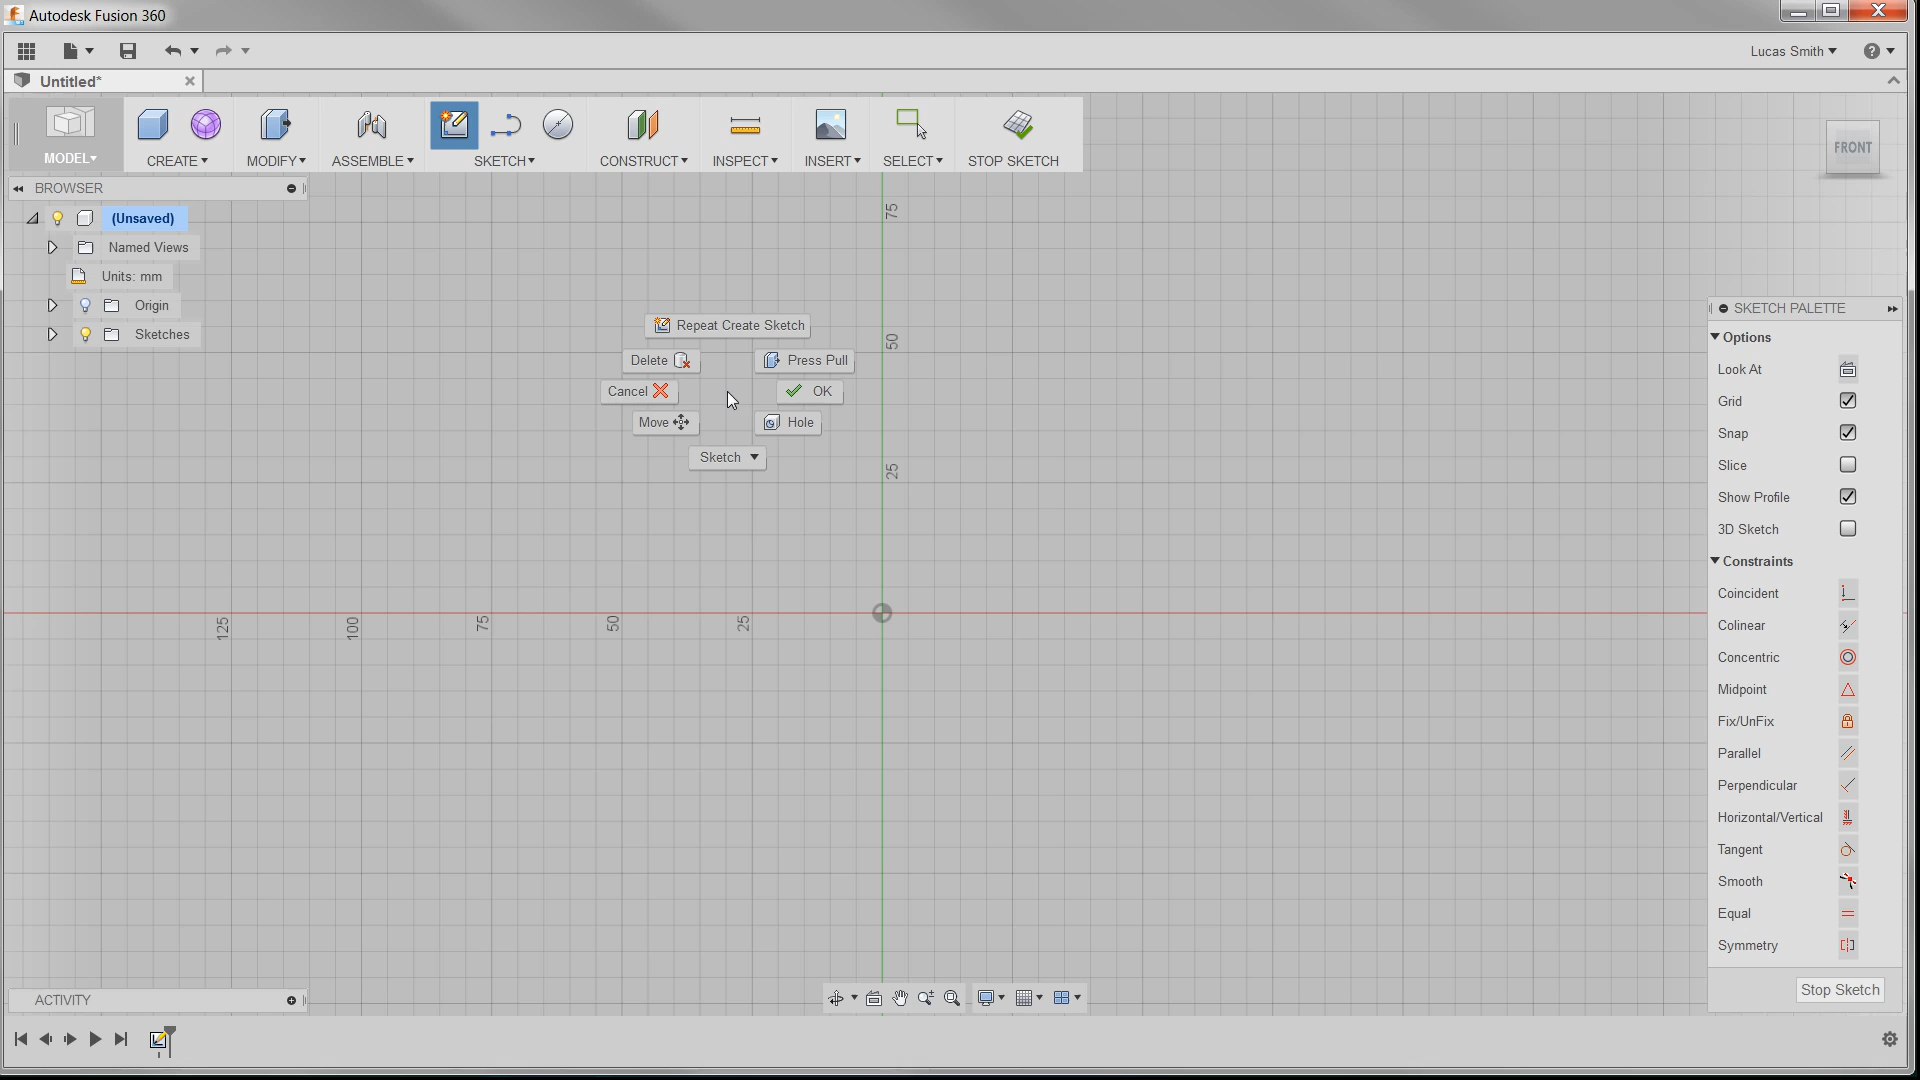 Autodesk Fusion 360
Lucas Smith
Untitled*
MODEL
CREATE
MODIFY
ASSEMBLE
SKETCH
CONSTRUCT
INSPECT
INSERT
SELECT
STOP SKETCH
FRONT
BROWSER
(Unsaved)
Named Views
Units: mm
Origin
Sketches
Repeat Create Sketch
Delete
Press Pull
Cancel
OK
Move
Hole
Sketch
75
50
25
125
100
75
50
25
SKETCH PALETTE
Options
Look At
Grid
Snap
Slice
Show Profile
3D Sketch
Constraints
Coincident
Colinear
Concentric
Midpoint
Fix/UnFix
Parallel
Perpendicular
Horizontal/Vertical
Tangent
Smooth
Equal
Symmetry
Stop Sketch
ACTIVITY